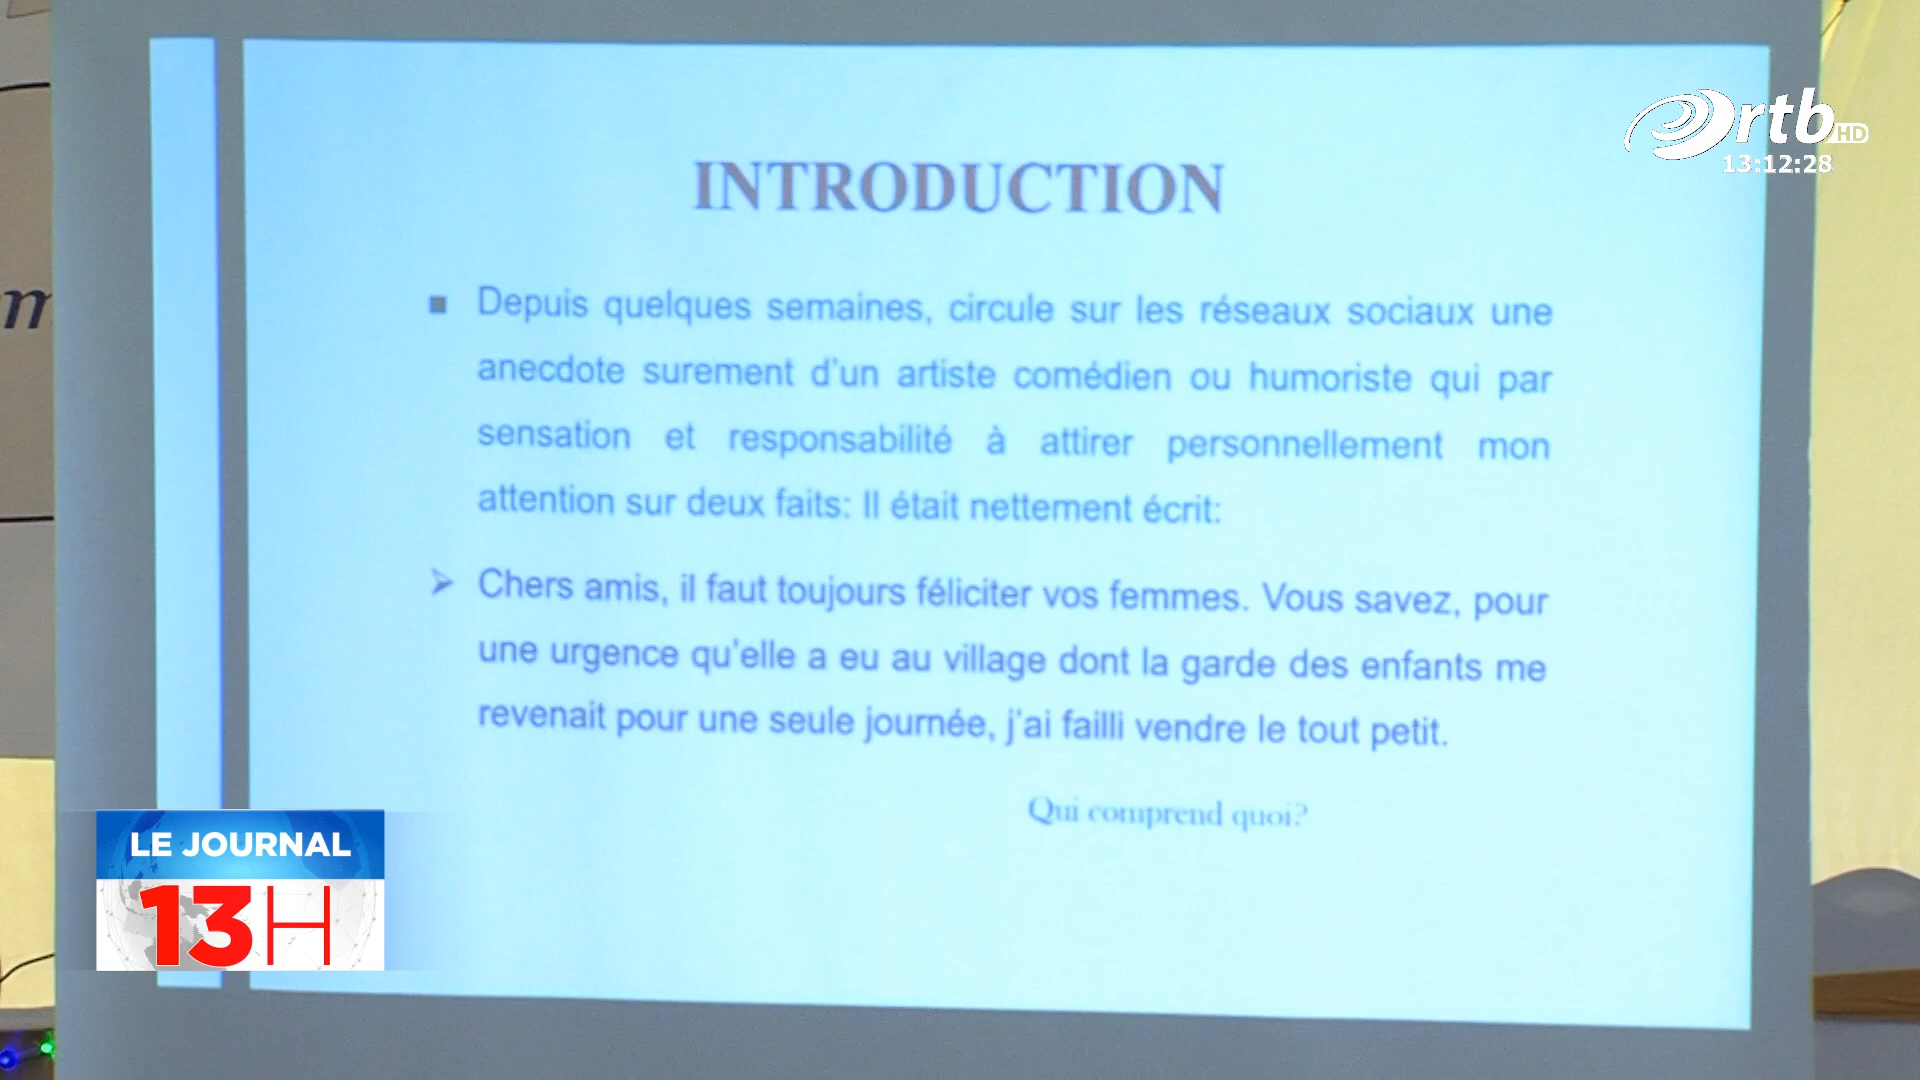 rtb HD
13:12:28
INTRODUCTION
▪ Depuis quelques semaines, circule sur les réseaux sociaux une
anecdote surement d'un artiste comédien ou humoriste qui par
sensation et responsabilité à attirer personnellement mon
attention sur deux faits: Il était nettement écrit:
➢ Chers amis, il faut toujours féliciter vos femmes. Vous savez, pour
une urgence qu'elle a eu au village dont la garde des enfants me
revenait pour une seule journée, j'ai failli vendre le tout petit.
Qui comprend quoi?
LE JOURNAL
13H